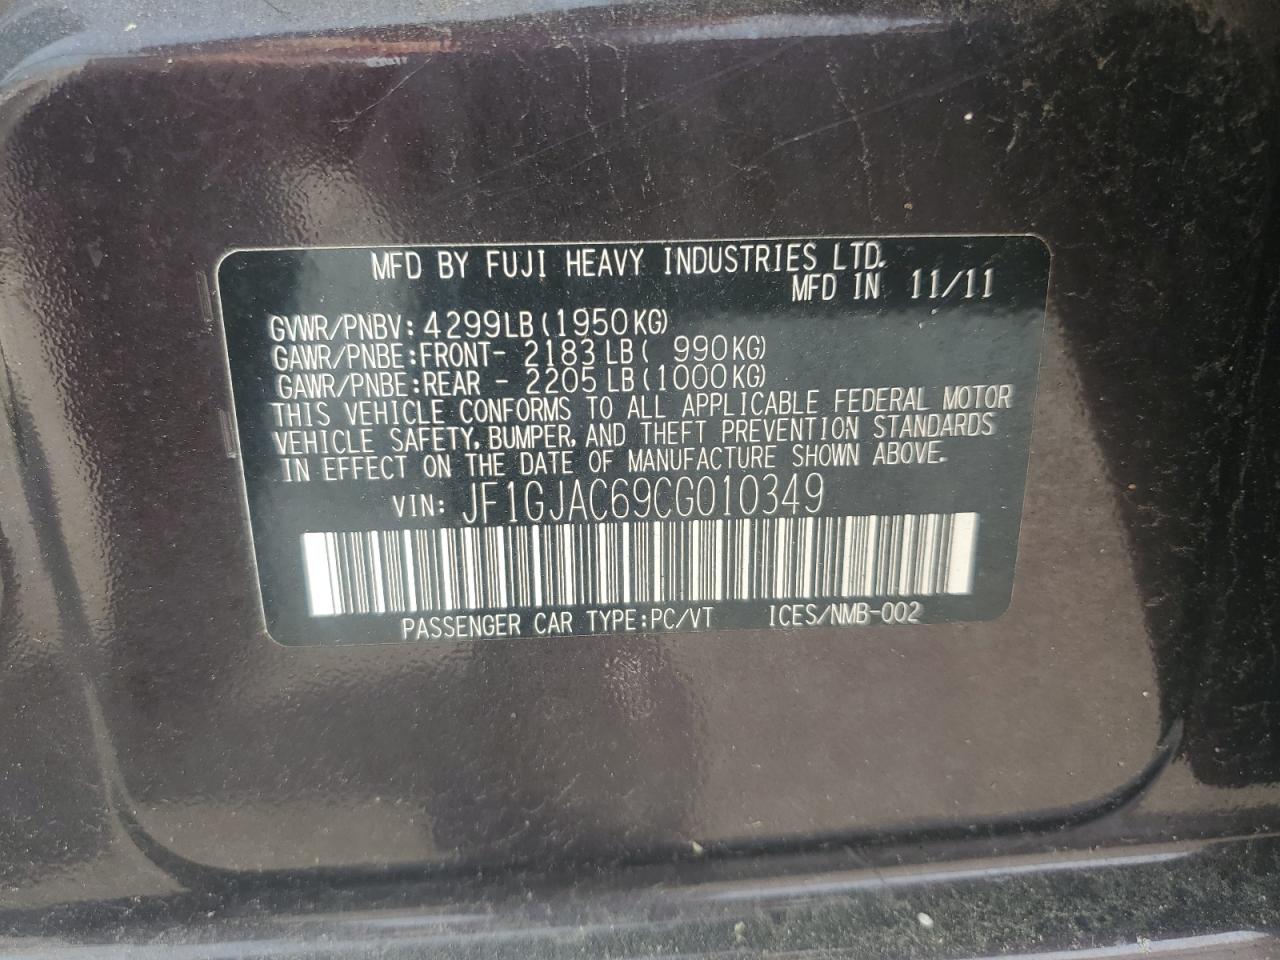 MFD BY FUJI HEAVY INDUSTRIES LTD.
MFD IN 11/11
GVWR/PNBV: 4299LB(1950KG)
GAWR/PNBE:FRONT- 2183LB( 990KG)
GAWR/PNBE:REAR - 2205LB(1000KG)
THIS VEHICLE CONFORMS TO ALL APPLICABLE FEDERAL MOTOR
VEHICLE SAFETY, BUMPER, AND THEFT PREVENTION STANDARDS
IN EFFECT ON THE DATE OF MANUFACTURE SHOWN ABOVE.
VIN: JF1GJAC69CG010349
PASSENGER CAR TYPE:PC/VT ICES/NMB-002